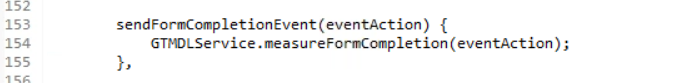 152
153 sendFormCompletionEvent(eventAction) {
154 GTMDLService.measureFormCompletion(eventAction);
155 },
156